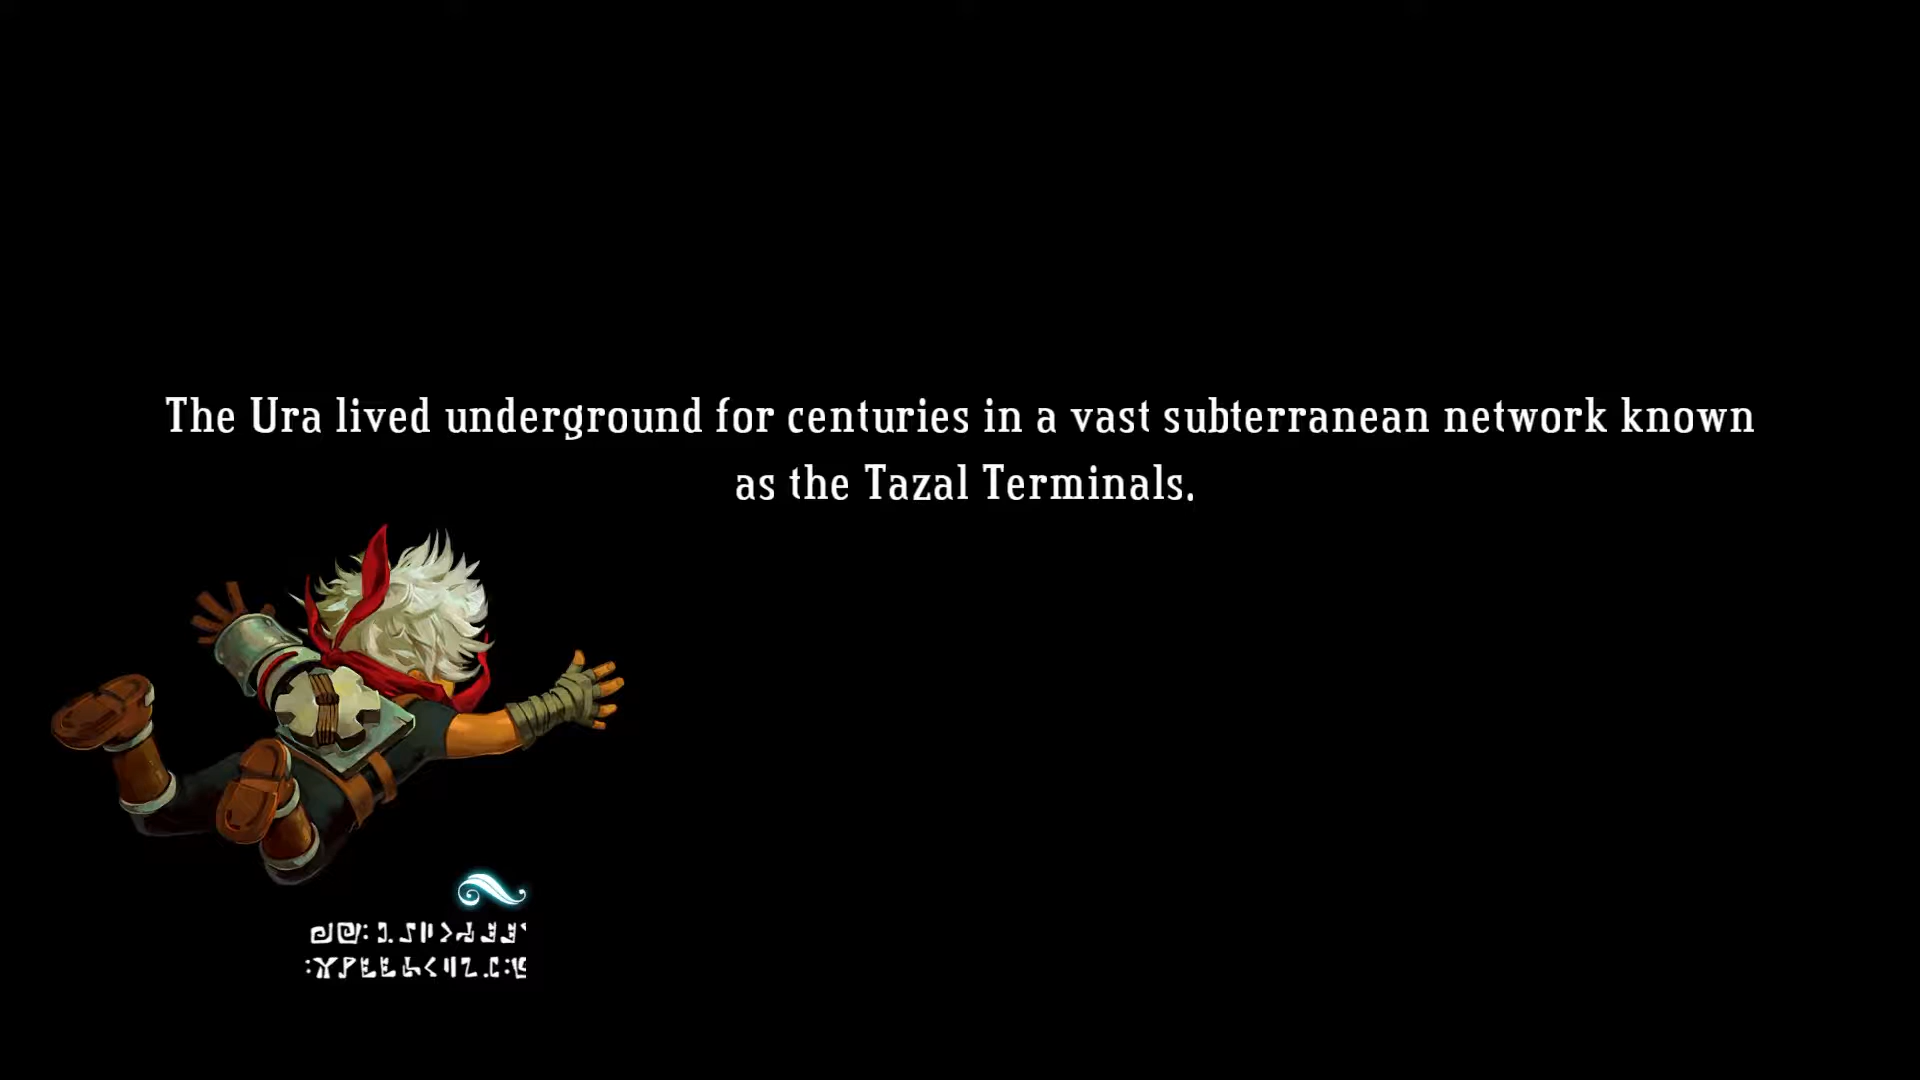 The Ura lived underground for centuries in a vast subterranean network known
as the Tazal Terminals.